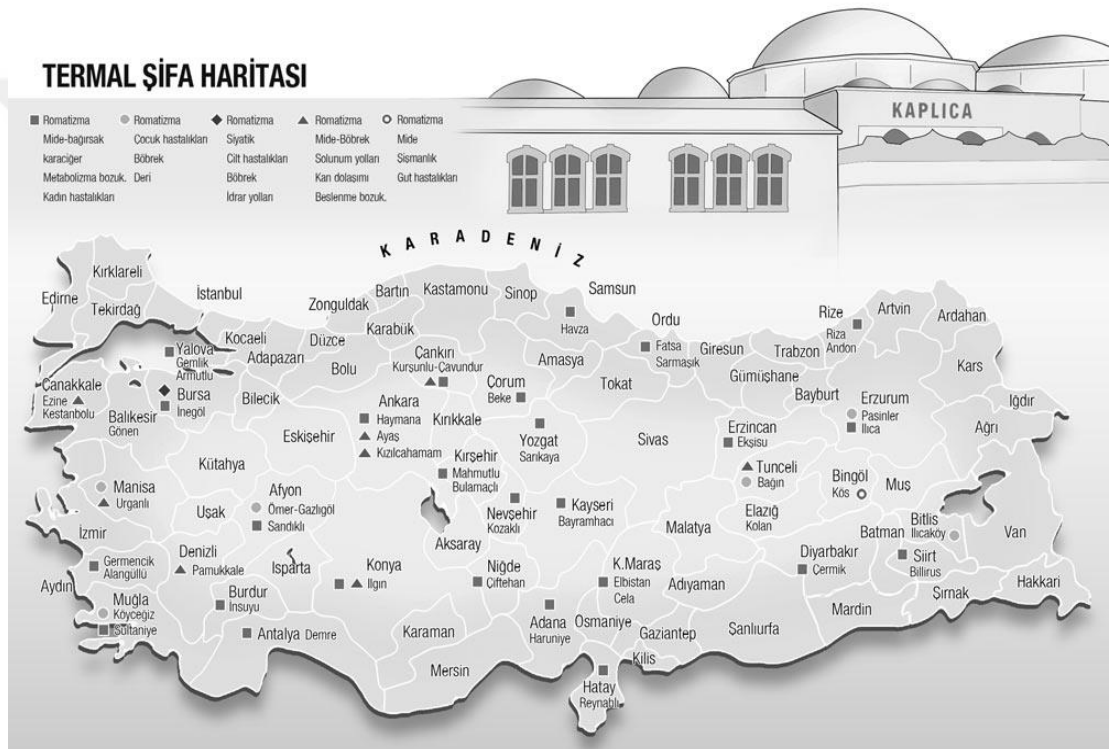 TERMAL ŞİFA HARİTASI
KAPLICA
Romatizma
Mide-bağırsak
karaciğer
Metabolizma bozuk.
Kadın hastalıkları
Romatizma
Çocuk hastalıkları
Böbrek
Deri
Romatizma
Siyatik
Cilt hastalıkları
Böbrek
İdrar yolları
Romatizma
Mide-Böbrek
Solunum yolları
Kan dolaşımı
Beslenme bozuk.
Romatizma
Mide
Sişmanlık
Gut hastalıkları
KARADENİZ
Kırklareli
Edirne
Tekirdağ
İstanbul
Kocaeli
Adapazarı
Yalova
Gemlik
Armutlu
Çanakkale
Ezine
Kestanbolu
Balıkesir
Gönen
Bursa
İnegöl
Bilecik
Zonguldak
Düzce
Bolu
Bartın
Karabük
Kastamonu
Çankırı
Kurşunlu-Çavundur
Sinop
Samsun
Havza
Amasya
Çorum
Beke
Ordu
Fatsa
Sarmaşık
Tokat
Giresun
Trabzon
Gümüşhane
Bayburt
Rize
Rıza
Andon
Artvin
Ardahan
Kars
Iğdır
Ağrı
Erzurum
Pasinler
Ilıca
Erzincan
Ekşisu
Sivas
Yozgat
Sarıkaya
Kırıkkale
Ankara
Haymana
Ayaş
Kızılcahamam
Eskişehir
Kütahya
Manisa
Urganlı
Uşak
Afyon
Ömer-Gazlıgöl
Sandıklı
İzmir
Kırşehir
Mahmutlu
Bulamaçlı
Nevşehir
Kozaklı
Kayseri
Bayramhacı
Aksaray
Tunceli
Bağın
Bingöl
Kös
Muş
Elazığ
Kolan
Malatya
Batman
Bitlis
Ilıcaköy
Van
Siirt
Billirus
Diyarbakır
Çermik
Germencik
Alangüllü
Aydın
Denizli
Pamukkale
Isparta
Burdur
İnsuyu
Konya
Ilgın
Niğde
Çiftehan
K.Maraş
Elbistan
Cela
Adıyaman
Mardin
Şırnak
Hakkari
Muğla
Köyceğiz
Sultaniye
Antalya Demre
Karaman
Mersin
Adana
Haruniye
Osmaniye
Gaziantep
Kilis
Şanlıurfa
Hatay
Reynahlı